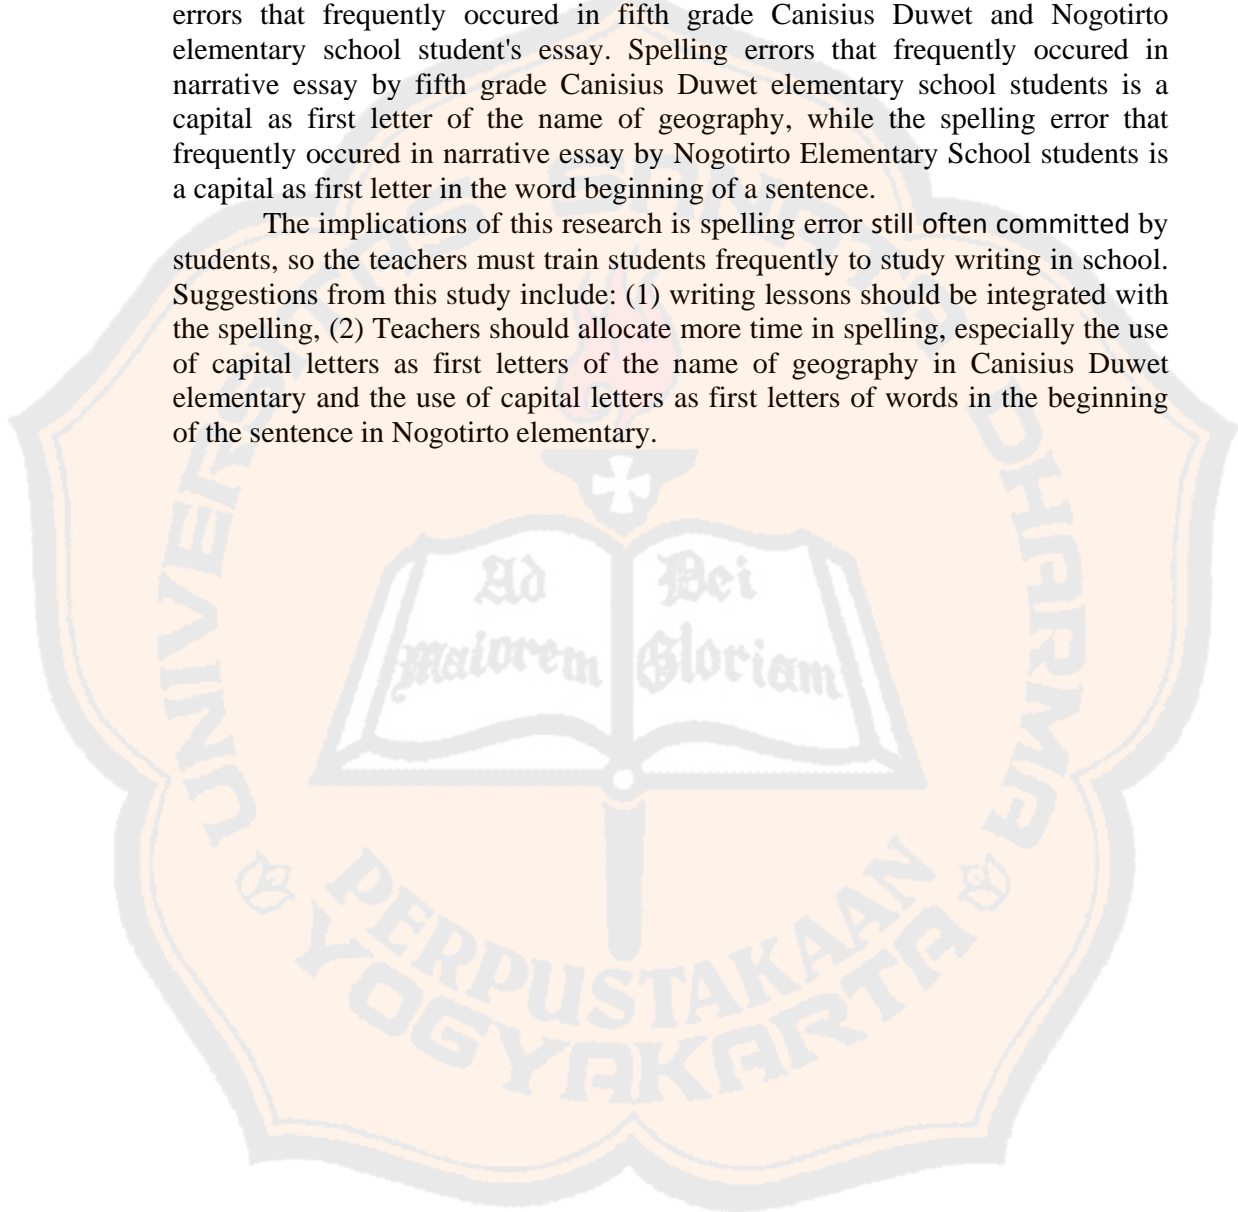 errors that frequently occured in fifth grade Canisius Duwet and Nogotirto
elementary school student's essay. Spelling errors that frequently occured in
narrative essay by fifth grade Canisius Duwet elementary school students is a
capital as first letter of the name of geography, while the spelling error that
frequently occured in narrative essay by Nogotirto Elementary School students is
a capital as first letter in the word beginning of a sentence.
The implications of this research is spelling error still often committed by
students, so the teachers must train students frequently to study writing in school.
Suggestions from this study include: (1) writing lessons should be integrated with
the spelling, (2) Teachers should allocate more time in spelling, especially the use
of capital letters as first letters of the name of geography in Canisius Duwet
elementary and the use of capital letters as first letters of words in the beginning
of the sentence in Nogotirto elementary.
UNIVERSITAS SANATA DHARMA
Ad Dei
maiorem Gloriam
PERPUSTAKAAN
YOGYAKARTA